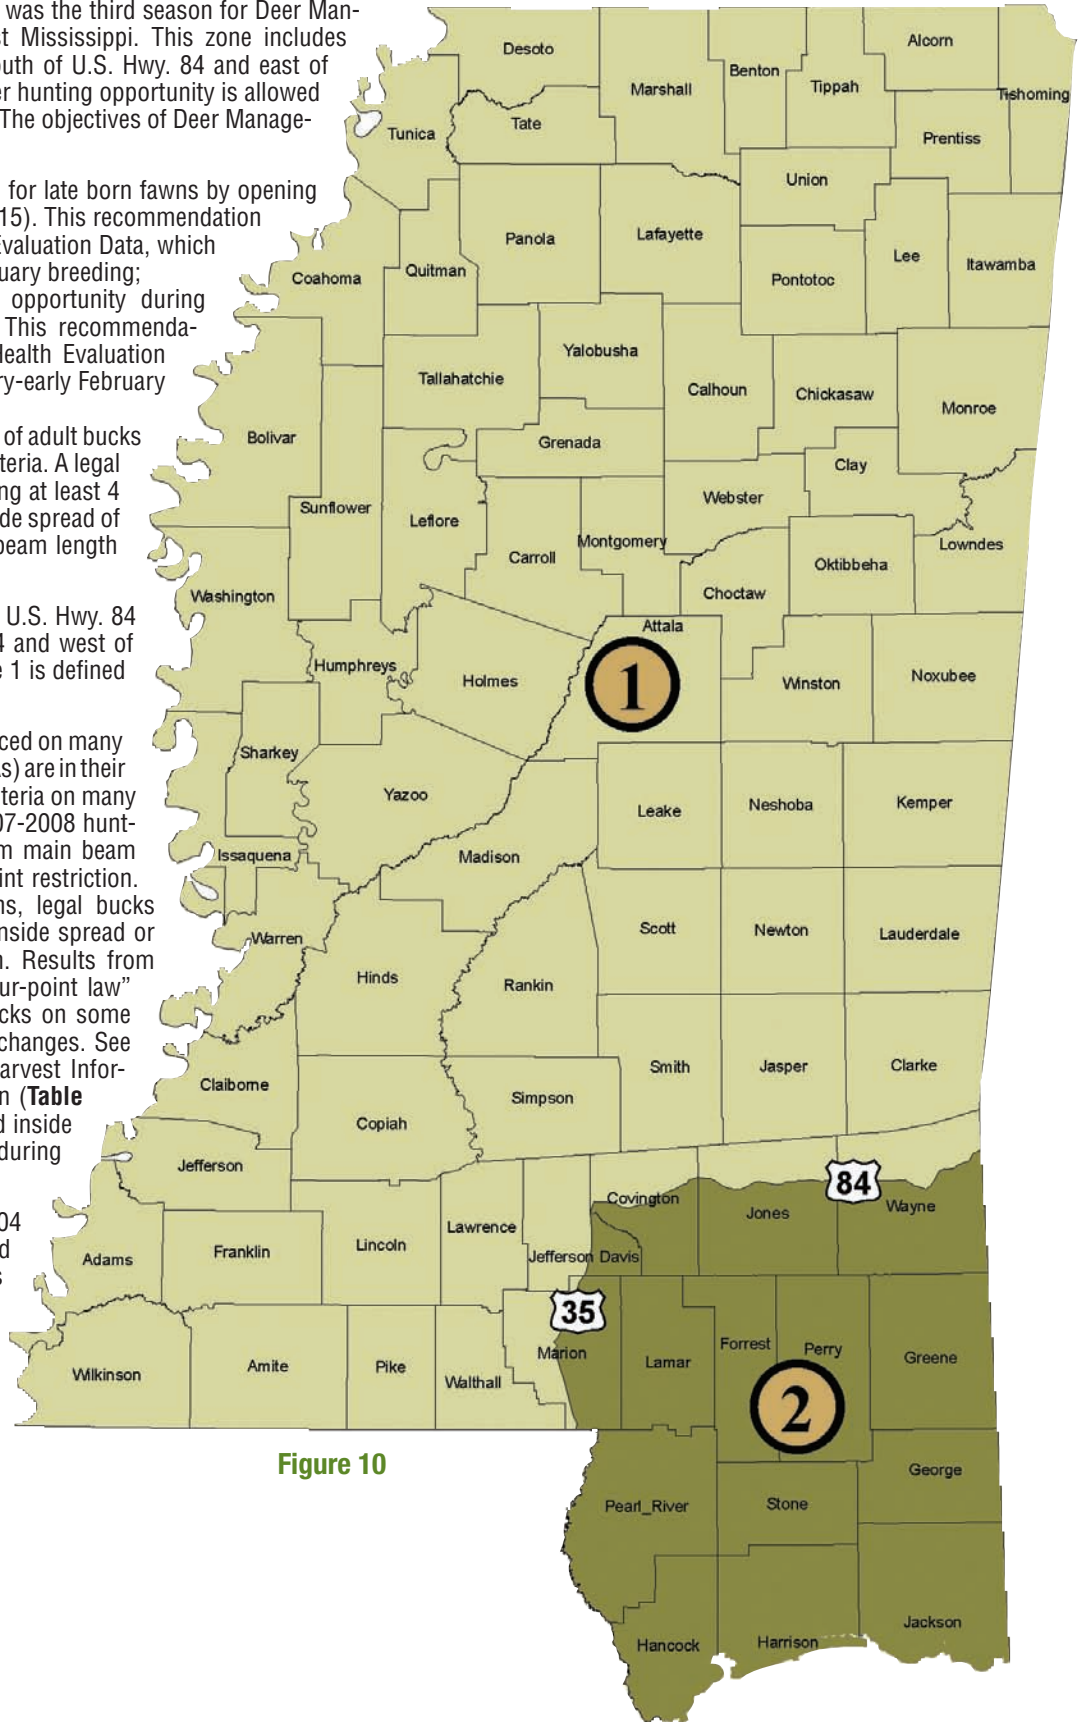 was the third season for Deer Man-
st Mississippi. This zone includes
outh of U.S. Hwy. 84 and east of
er hunting opportunity is allowed
The objectives of Deer Manage-
for late born fawns by opening
15). This recommendation
Evaluation Data, which
uary breeding;
opportunity during
This recommenda-
Health Evaluation
ry-early February
of adult bucks
teria. A legal
ng at least 4
de spread of
beam length
U.S. Hwy. 84
4 and west of
e 1 is defined
ced on many
As) are in their
teria on many
07-2008 hunt-
m main beam
int restriction.
ns, legal bucks
nside spread or
n. Results from
ur-point law”
cks on some
changes. See
arvest Infor-
n (Table
d inside
during
04
d
s
Desoto
Marshall
Benton
Tippah
Alcorn
Tishoming
Tunica
Tate
Prentiss
Union
Panola
Lafayette
Coahoma
Quitman
Pontotoc
Lee
Itawamba
Yalobusha
Tallahatchie
Calhoun
Chickasaw
Monroe
Bolivar
Grenada
Clay
Sunflower
Leflore
Webster
Carroll
Montgomery
Oktibbeha
Lowndes
Washington
Choctaw
Attala
Humphreys
Holmes
1
Winston
Noxubee
Sharkey
Yazoo
Leake
Neshoba
Kemper
Issaquena
Madison
Warren
Hinds
Rankin
Scott
Newton
Lauderdale
Claiborne
Copiah
Simpson
Smith
Jasper
Clarke
Jefferson
84
Covington
Jones
Wayne
Adams
Franklin
Lincoln
Lawrence
Jefferson Davis
35
Wilkinson
Amite
Pike
Walthall
Marion
Lamar
Forrest
Perry
Greene
2
Figure 10
George
Pearl_River
Stone
Hancock
Harrison
Jackson